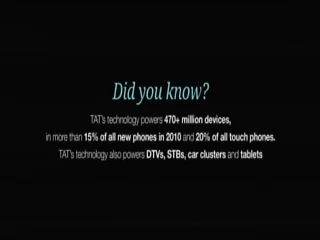 Did you know?
TAT's technology powers 470+ million devices,
in more than 15% of all new phones in 2010 and 20% of all touch phones.
TAT's technology also powers DTVs, STBs, car clusters and tablets